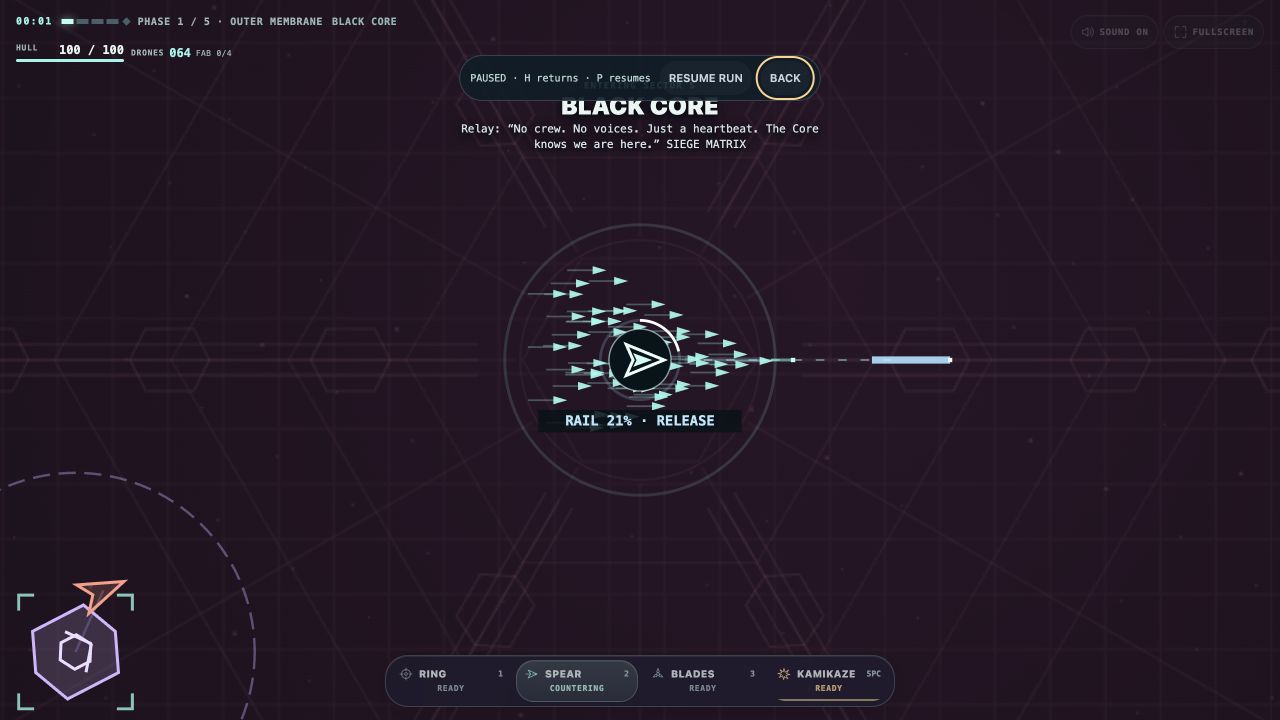 00:01 PHASE 1 / 5 · OUTER MEMBRANE BLACK CORE
HULL 100 / 100 DRONES 064 FAB 0/4
SOUND ON FULLSCREEN
PAUSED · H returns · P resumes RESUME RUN BACK
ENTERING SECTOR 5
BLACK CORE
Relay: “No crew. No voices. Just a heartbeat. The Core
knows we are here.” SIEGE MATRIX
RAIL 21% · RELEASE
RING 1 SPEAR 2 BLADES 3 KAMIKAZE SPC
READY COUNTERING READY READY